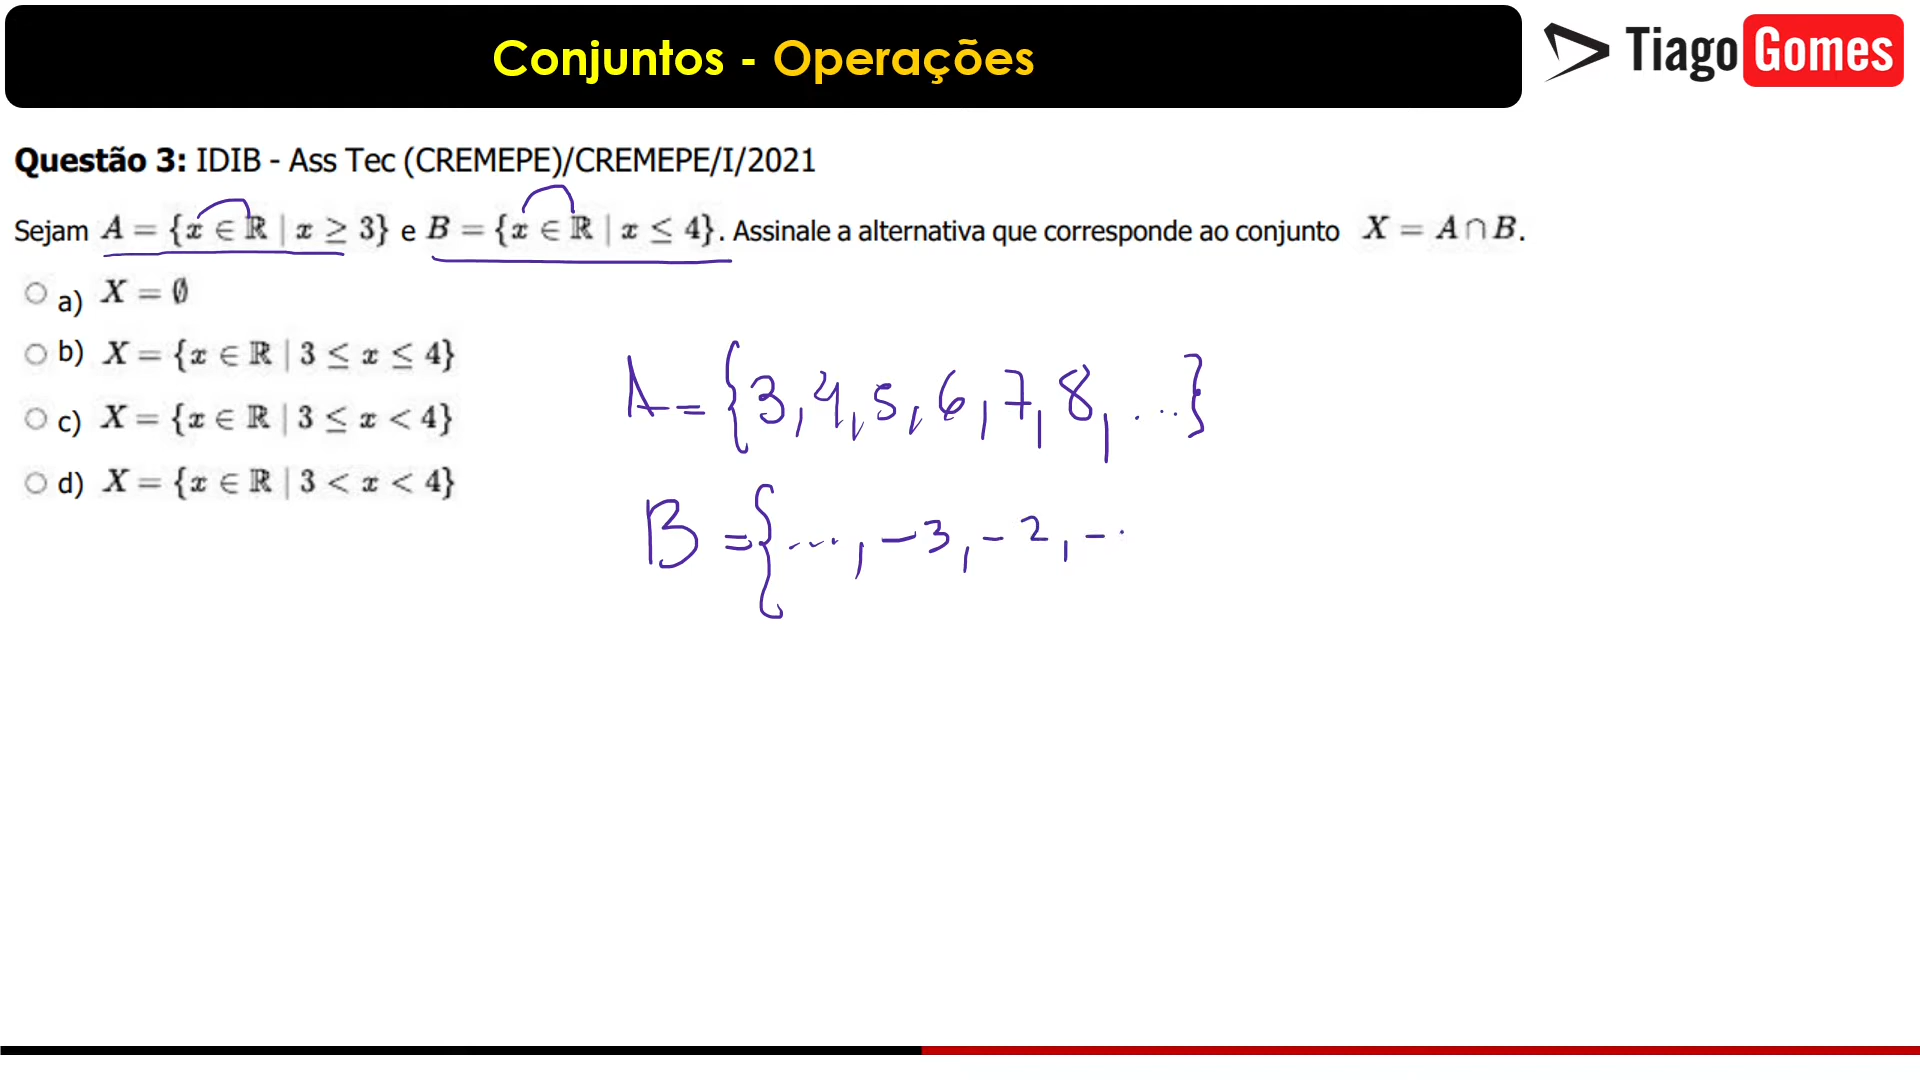 Conjuntos - Operações
Tiago Gomes
Questão 3: IDIB - Ass Tec (CREMEPE)/CREMEPE/I/2021
Sejam A = {x ∈ ℝ | x ≥ 3} e B = {x ∈ ℝ | x ≤ 4}. Assinale a alternativa que corresponde ao conjunto X = A ∩ B.
a) X = ∅
b) X = {x ∈ ℝ | 3 ≤ x ≤ 4}
c) X = {x ∈ ℝ | 3 ≤ x < 4}
d) X = {x ∈ ℝ | 3 < x < 4}
A = {3, 4, 5, 6, 7, 8, ...}
B = {..., -3, -2, -